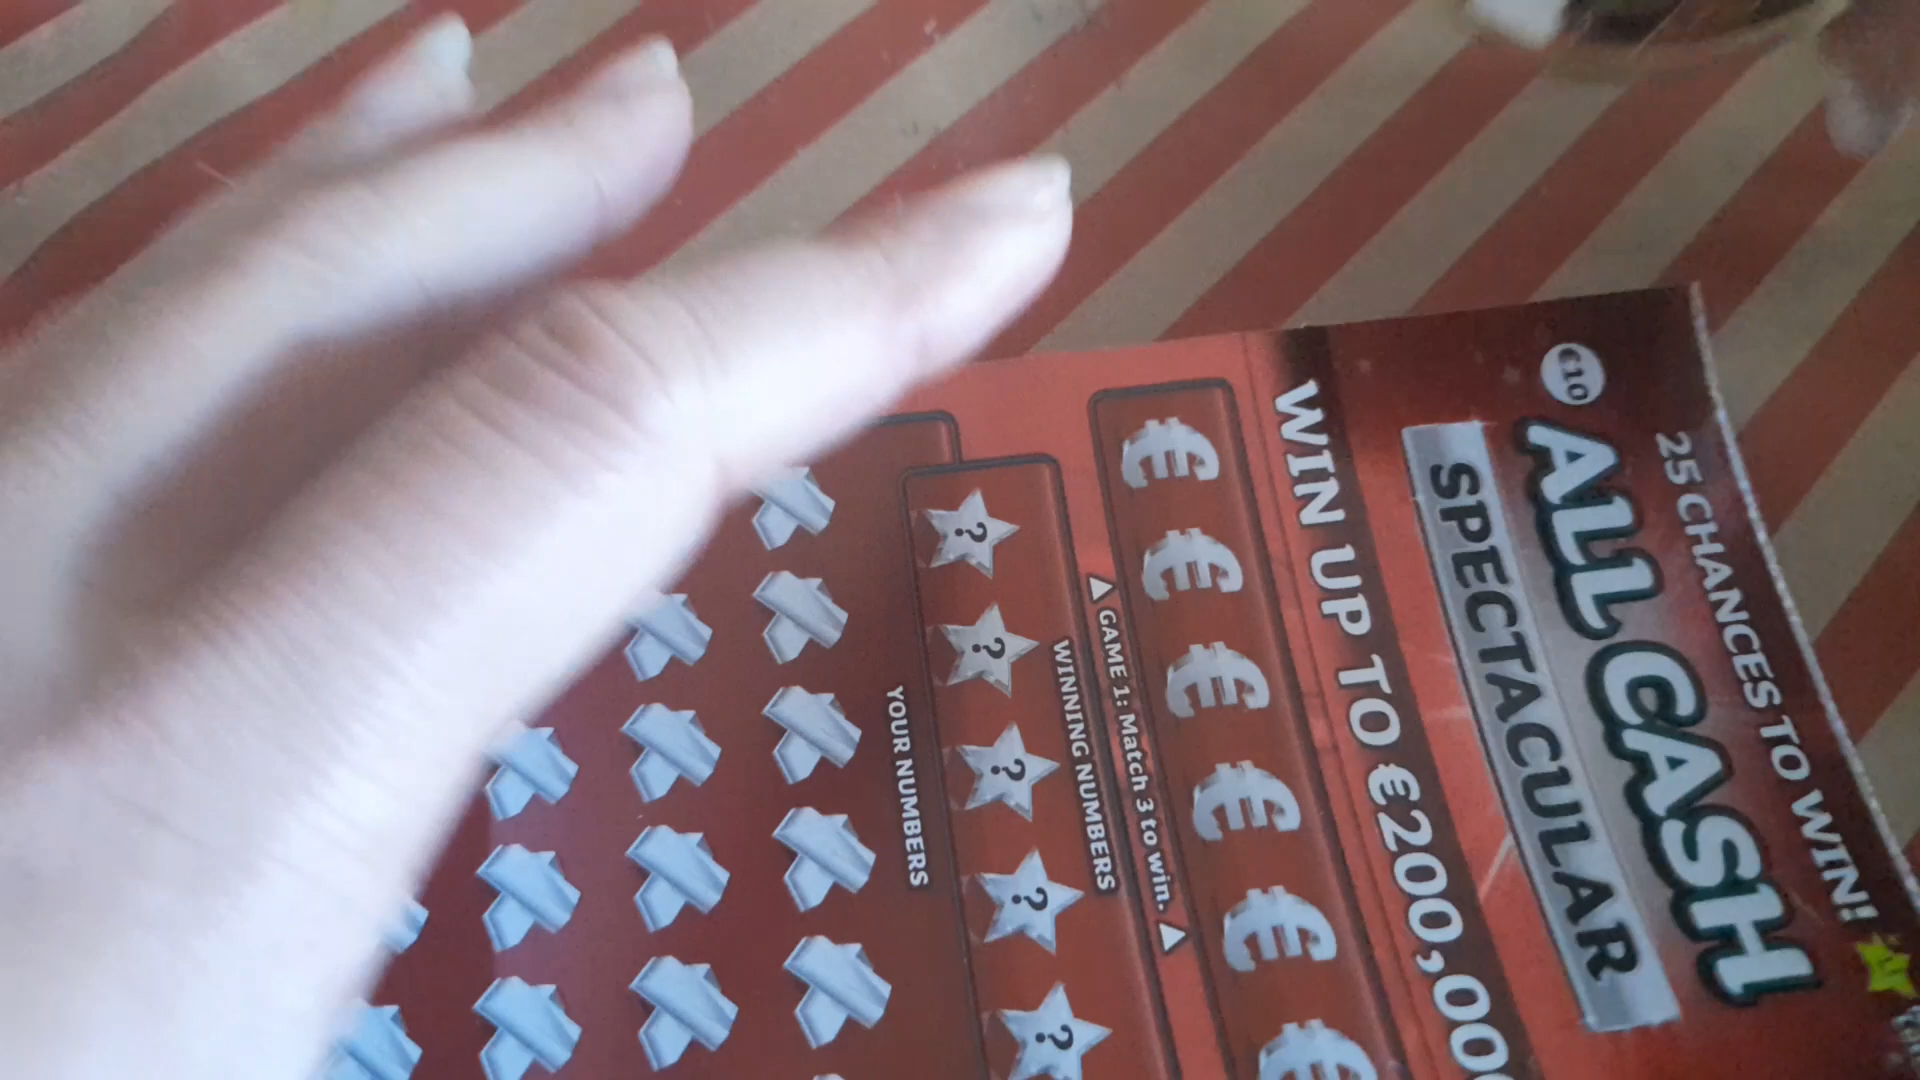 25 CHANCES TO WIN!
€10
ALL CASH
SPECTACULAR
WIN UP TO €200,00
GAME 1: Match 3 to win.
WINNING NUMBERS
? ? ? ? ?
YOUR NUMBERS